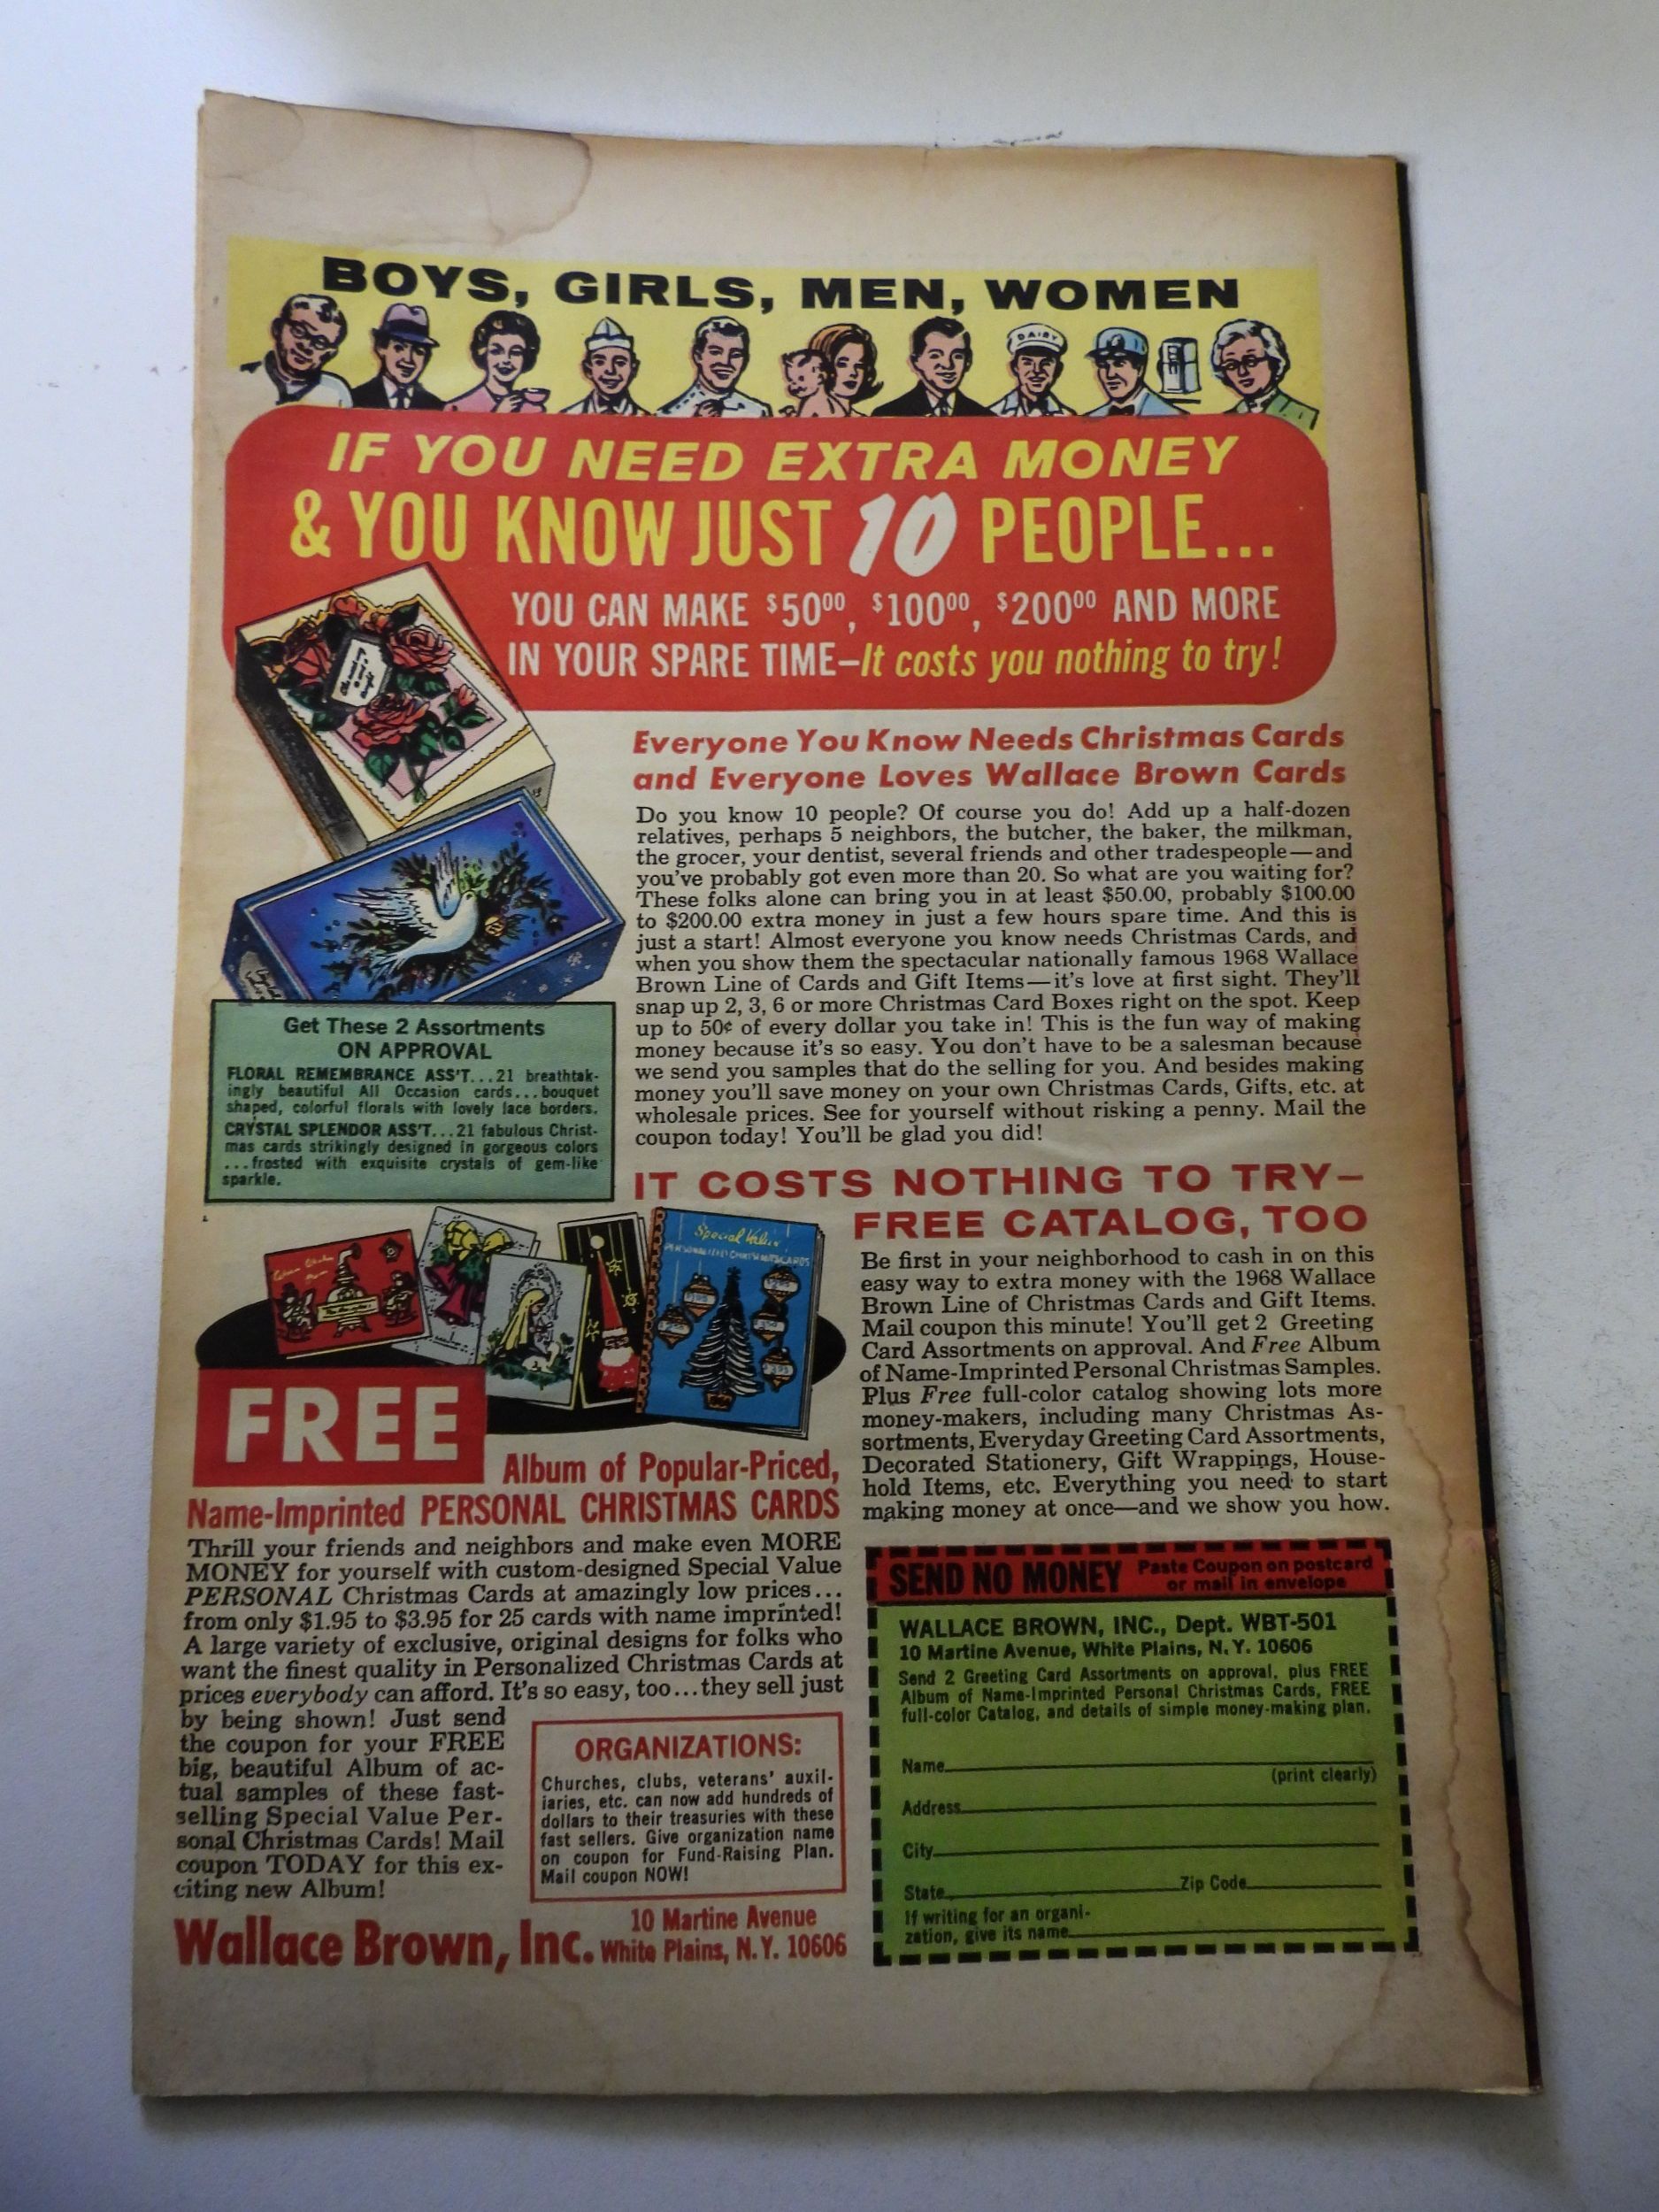 BOYS, GIRLS, MEN, WOMEN
DAIRY
IF YOU NEED EXTRA MONEY
& YOU KNOW JUST 10 PEOPLE...
YOU CAN MAKE $50⁰⁰, $100⁰⁰, $200⁰⁰ AND MORE
IN YOUR SPARE TIME–It costs you nothing to try!
Everyone You Know Needs Christmas Cards
and Everyone Loves Wallace Brown Cards
Do you know 10 people? Of course you do! Add up a half-dozen
relatives, perhaps 5 neighbors, the butcher, the baker, the milkman,
the grocer, your dentist, several friends and other tradespeople—and
you've probably got even more than 20. So what are you waiting for?
These folks alone can bring you in at least $50.00, probably $100.00
to $200.00 extra money in just a few hours spare time. And this is
just a start! Almost everyone you know needs Christmas Cards, and
when you show them the spectacular nationally famous 1968 Wallace
Brown Line of Cards and Gift Items—it's love at first sight. They'll
snap up 2, 3, 6 or more Christmas Card Boxes right on the spot. Keep
up to 50¢ of every dollar you take in! This is the fun way of making
money because it's so easy. You don't have to be a salesman because
we send you samples that do the selling for you. And besides making
money you'll save money on your own Christmas Cards, Gifts, etc. at
wholesale prices. See for yourself without risking a penny. Mail the
coupon today! You'll be glad you did!
Get These 2 Assortments
ON APPROVAL
FLORAL REMEMBRANCE ASS'T...21 breathtak-
ingly beautiful All Occasion cards...bouquet
shaped, colorful florals with lovely lace borders.
CRYSTAL SPLENDOR ASS'T...21 fabulous Christ-
mas cards strikingly designed in gorgeous colors
...frosted with exquisite crystals of gem-like
sparkle.
IT COSTS NOTHING TO TRY–
FREE CATALOG, TOO
Be first in your neighborhood to cash in on this
easy way to extra money with the 1968 Wallace
Brown Line of Christmas Cards and Gift Items.
Mail coupon this minute! You'll get 2 Greeting
Card Assortments on approval. And Free Album
of Name-Imprinted Personal Christmas Samples.
Plus Free full-color catalog showing lots more
money-makers, including many Christmas As-
sortments, Everyday Greeting Card Assortments,
Decorated Stationery, Gift Wrappings, House-
hold Items, etc. Everything you need to start
making money at once—and we show you how.
Special Value
PERSONALIZED CHRISTMAS CARDS
FREE
Album of Popular-Priced,
Name-Imprinted PERSONAL CHRISTMAS CARDS
Thrill your friends and neighbors and make even MORE
MONEY for yourself with custom-designed Special Value
PERSONAL Christmas Cards at amazingly low prices...
from only $1.95 to $3.95 for 25 cards with name imprinted!
A large variety of exclusive, original designs for folks who
want the finest quality in Personalized Christmas Cards at
prices everybody can afford. It's so easy, too...they sell just
by being shown! Just send
the coupon for your FREE
big, beautiful Album of ac-
tual samples of these fast-
selling Special Value Per-
sonal Christmas Cards! Mail
coupon TODAY for this ex-
citing new Album!
ORGANIZATIONS:
Churches, clubs, veterans' auxil-
iaries, etc. can now add hundreds of
dollars to their treasuries with these
fast sellers. Give organization name
on coupon for Fund-Raising Plan.
Mail coupon NOW!
Wallace Brown, Inc.
10 Martine Avenue
White Plains, N.Y. 10606
SEND NO MONEY
Paste Coupon on postcard
or mail in envelope
WALLACE BROWN, INC., Dept. WBT-501
10 Martine Avenue, White Plains, N.Y. 10606
Send 2 Greeting Card Assortments on approval, plus FREE
Album of Name-Imprinted Personal Christmas Cards, FREE
full-color Catalog, and details of simple money-making plan.
Name
(print clearly)
Address
City
State Zip Code
If writing for an organi-
zation, give its name